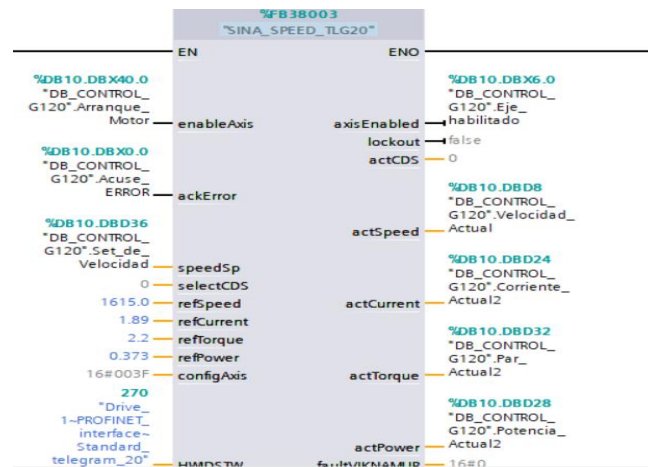 %FB38003
"SINA_SPEED_TLG20"
EN ENO
%DB10.DBX40.0
"DB_CONTROL_
G120".Arranque_
Motor
enableAxis
%DB10.DBX0.0
"DB_CONTROL_
G120".Acuse_
ERROR
ackError
%DB10.DBD36
"DB_CONTROL_
G120".Set_de_
Velocidad
speedSp
0 selectCDS
1615.0 refSpeed
1.89 refCurrent
2.2 refTorque
0.373 refPower
16#003F configAxis
270
"Drive_
1~PROFINET_
interface~
Standard_
telegram_20"
HWIDSTW
%DB10.DBX6.0
"DB_CONTROL_
G120".Eje_
axisEnabled habilitado
lockout false
actCDS 0
%DB10.DBD8
"DB_CONTROL_
G120".Velocidad_
actSpeed Actual
%DB10.DBD24
"DB_CONTROL_
G120".Corriente_
actCurrent Actual2
%DB10.DBD32
"DB_CONTROL_
G120".Par_
actTorque Actual2
%DB10.DBD28
"DB_CONTROL_
G120".Potencia_
actPower Actual2
faultVIKNAMUR 16#0